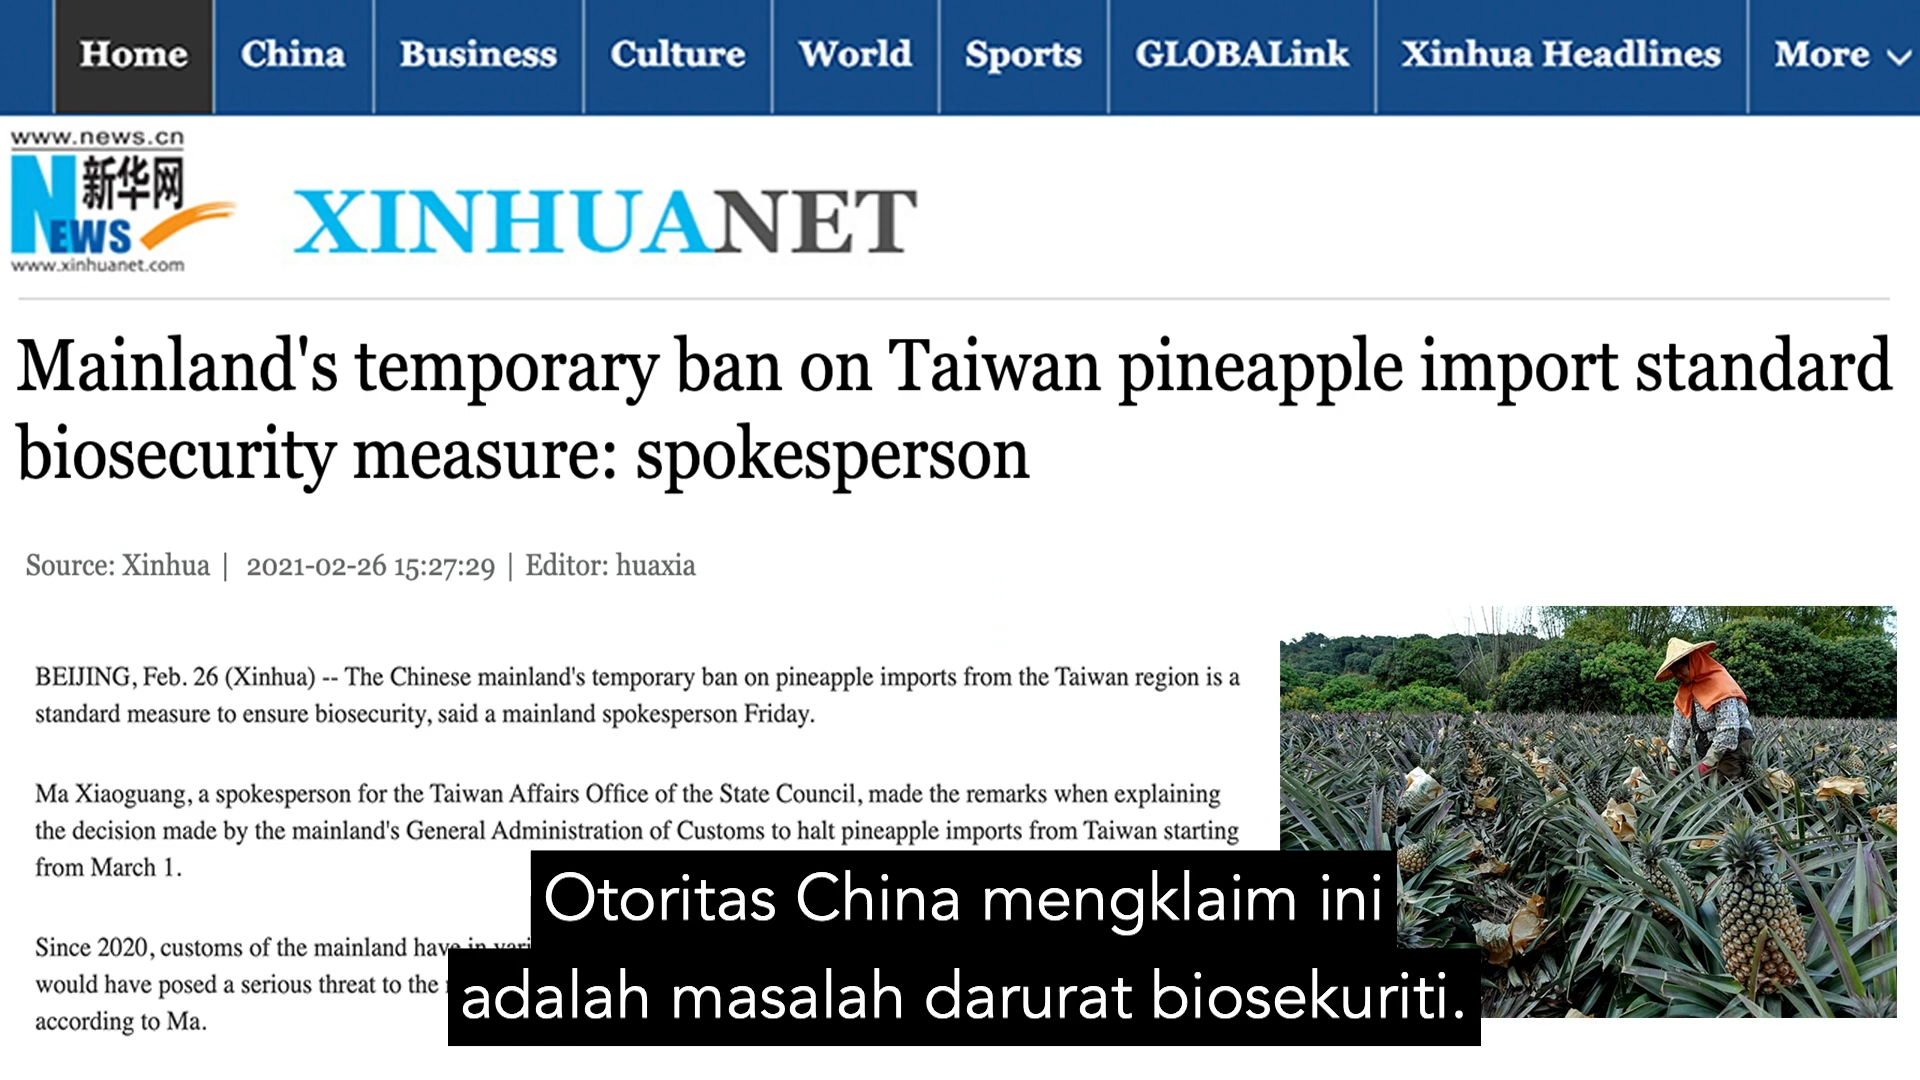 Home China Business Culture World Sports GLOBALink Xinhua Headlines More
www.news.cn
新华网
NEWS
www.xinhuanet.com
XINHUANET
Mainland's temporary ban on Taiwan pineapple import standard
biosecurity measure: spokesperson
Source: Xinhua | 2021-02-26 15:27:29 | Editor: huaxia
BEIJING, Feb. 26 (Xinhua) -- The Chinese mainland's temporary ban on pineapple imports from the Taiwan region is a
standard measure to ensure biosecurity, said a mainland spokesperson Friday.
Ma Xiaoguang, a spokesperson for the Taiwan Affairs Office of the State Council, made the remarks when explaining
the decision made by the mainland's General Administration of Customs to halt pineapple imports from Taiwan starting
from March 1.
Since 2020, customs of the mainland have in
would have posed a serious threat to the
according to Ma.
Otoritas China mengklaim ini
adalah masalah darurat biosekuriti.